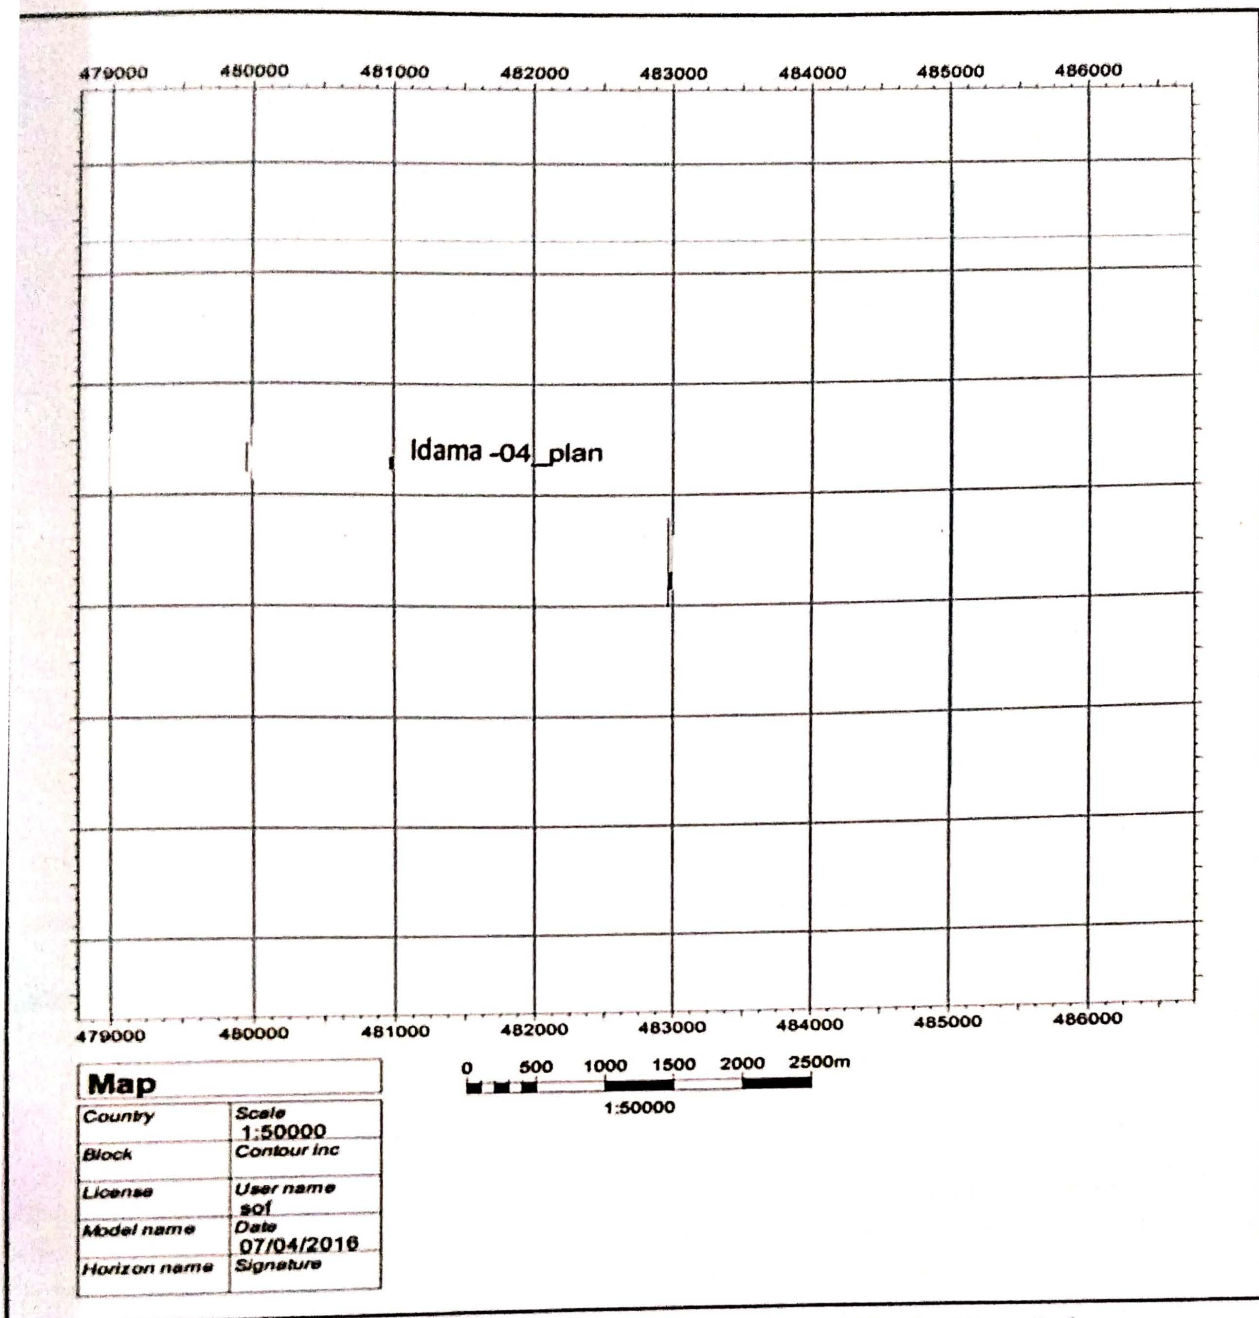 479000 480000 481000 482000 483000 484000 485000 486000
Idama -04_plan
479000 480000 481000 482000 483000 484000 485000 486000
0 500 1000 1500 2000 2500m
1:50000
Map
Country Scale
1:50000
Block Contour inc
License User name
sof
Model name Date
07/04/2016
Horizon name Signature